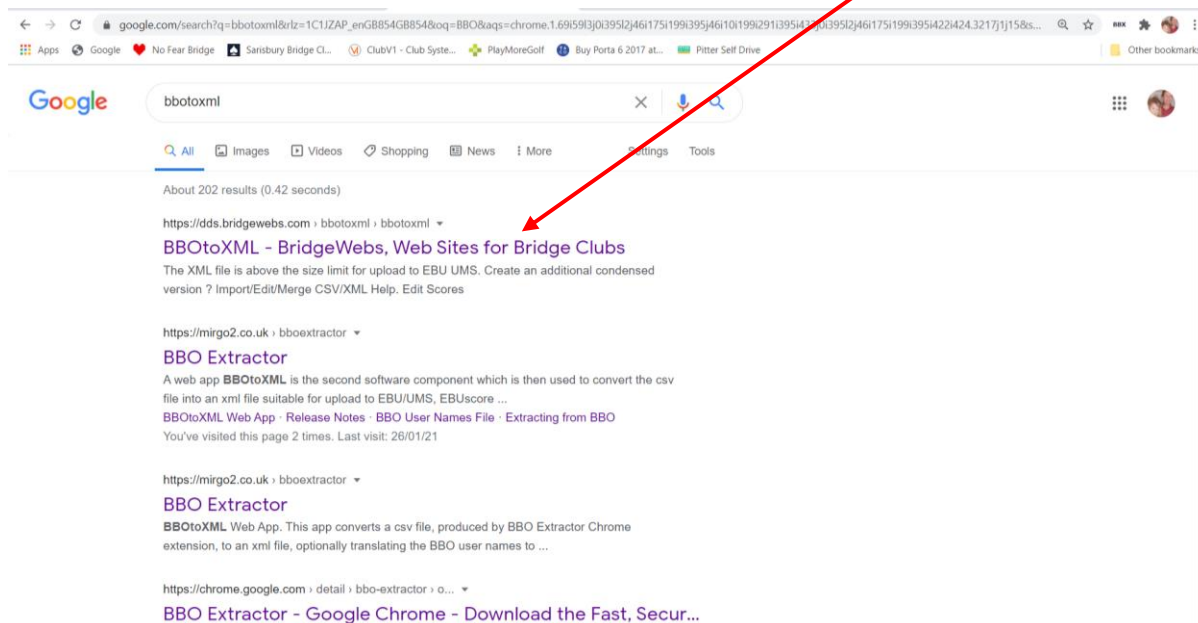 google.com/search?q=bbotoxml&rlz=1C1JZAP_enGB854GB854&oq=BBO&aqs=chrome.1.
Apps Google No Fear Bridge Sarisbury Bridge Cl... ClubV1 - Club Syste... PlayMoreGolf Buy Porta 6 2017 at... Pitter Self Drive Other bookmarks
Google bbotoxml
All Images Videos Shopping News More Settings Tools
About 202 results (0.42 seconds)
https://dds.bridgewebs.com › bbotoxml › bbotoxml
BBOtoXML - BridgeWebs, Web Sites for Bridge Clubs
The XML file is above the size limit for upload to EBU UMS. Create an additional condensed
version ? Import/Edit/Merge CSV/XML Help. Edit Scores
https://mirgo2.co.uk › bboextractor
BBO Extractor
A web app BBOtoXML is the second software component which is then used to convert the csv
file into an xml file suitable for upload to EBU/UMS, EBUscore ...
BBOtoXML Web App · Release Notes · BBO User Names File · Extracting from BBO
You've visited this page 2 times. Last visit: 26/01/21
https://mirgo2.co.uk › bboextractor
BBO Extractor
BBOtoXML Web App. This app converts a csv file, produced by BBO Extractor Chrome
extension, to an xml file, optionally translating the BBO user names to ...
https://chrome.google.com › detail › bbo-extractor › o...
BBO Extractor - Google Chrome - Download the Fast, Secur...